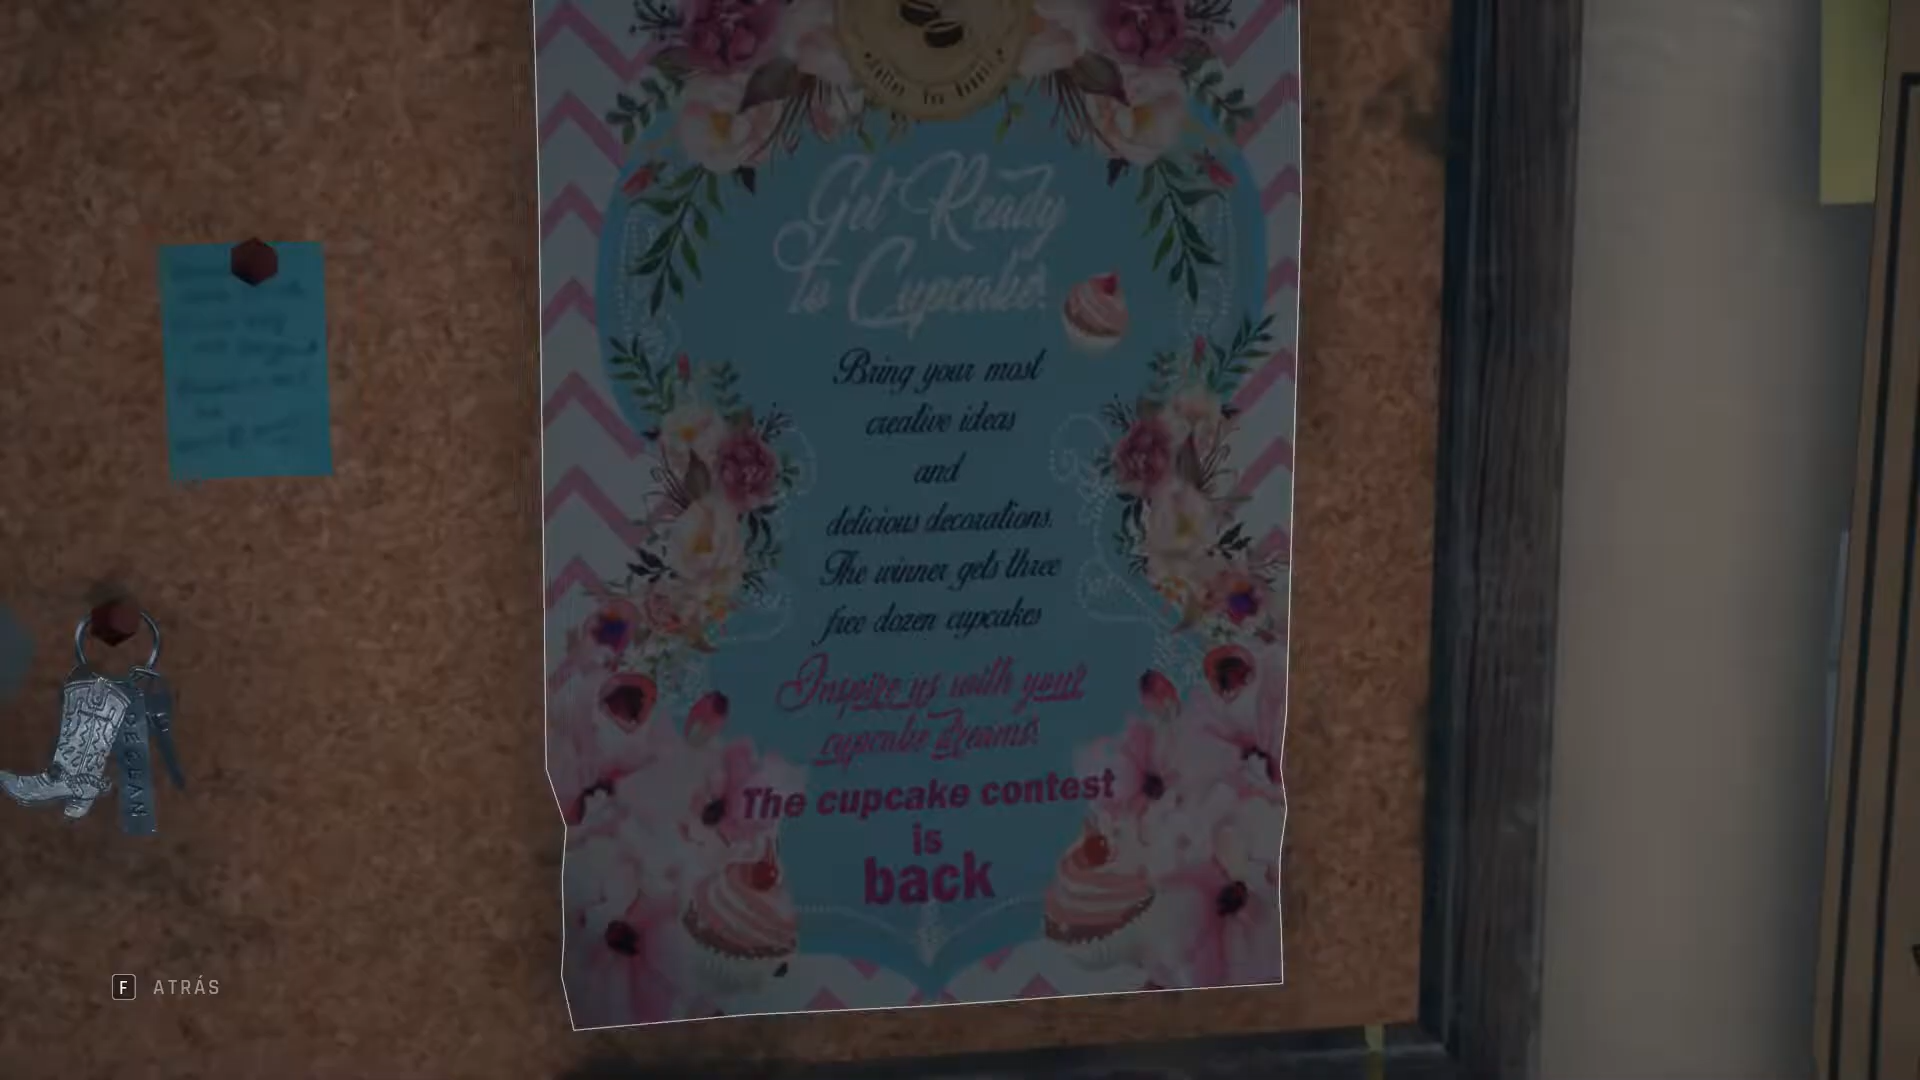 Get Ready
to Cupcake!
Bring your most
creative ideas
and
delicious decorations.
The winner gets three
free dozen cupcakes
Inspire us with your
cupcake dreams!
The cupcake contest
is
back
DECLAN
F ATRÁS